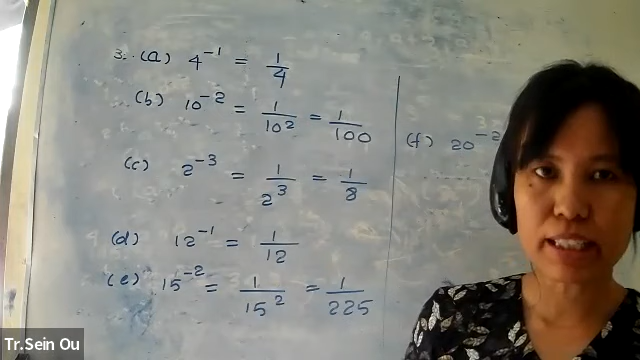 3. (a) 4⁻¹ = 1/4
(b) 10⁻² = 1/10² = 1/100
(c) 2⁻³ = 1/2³ = 1/8
(d) 12⁻¹ = 1/12
(e) 15⁻² = 1/15² = 1/225
(f) 20⁻²
Tr.Sein Ou